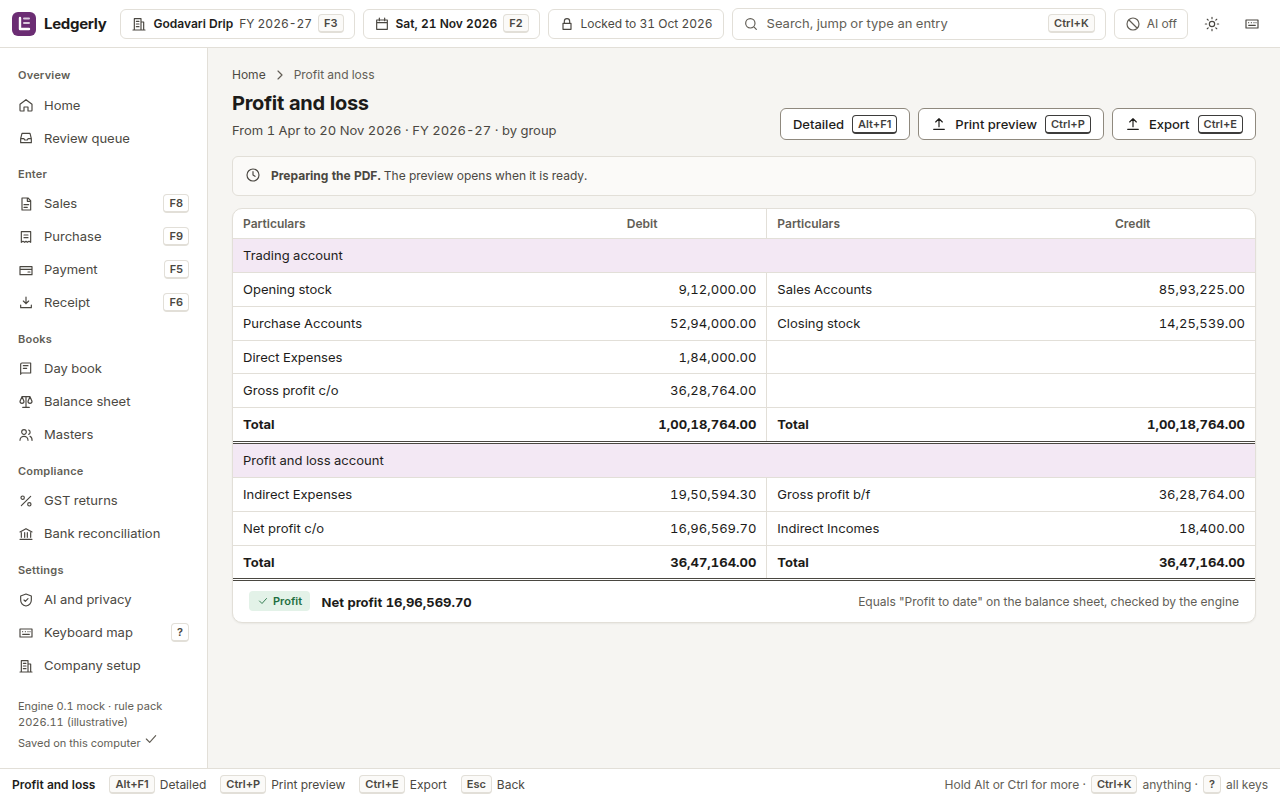 Ledgerly
Godavari Drip FY 2026-27 F3
Sat, 21 Nov 2026 F2
Locked to 31 Oct 2026
Search, jump or type an entry Ctrl+K
AI off
Overview
Home
Review queue
Enter
Sales F8
Purchase F9
Payment F5
Receipt F6
Books
Day book
Balance sheet
Masters
Compliance
GST returns
Bank reconciliation
Settings
AI and privacy
Keyboard map ?
Company setup
Engine 0.1 mock · rule pack
2026.11 (illustrative)
Saved on this computer
Home Profit and loss
Profit and loss
From 1 Apr to 20 Nov 2026 · FY 2026-27 · by group
Detailed Alt+F1
Print preview Ctrl+P
Export Ctrl+E
Preparing the PDF. The preview opens when it is ready.
Particulars Debit Particulars Credit
Trading account
Opening stock 9,12,000.00 Sales Accounts 85,93,225.00
Purchase Accounts 52,94,000.00 Closing stock 14,25,539.00
Direct Expenses 1,84,000.00
Gross profit c/o 36,28,764.00
Total 1,00,18,764.00 Total 1,00,18,764.00
Profit and loss account
Indirect Expenses 19,50,594.30 Gross profit b/f 36,28,764.00
Net profit c/o 16,96,569.70 Indirect Incomes 18,400.00
Total 36,47,164.00 Total 36,47,164.00
Profit Net profit 16,96,569.70 Equals "Profit to date" on the balance sheet, checked by the engine
Profit and loss Alt+F1 Detailed Ctrl+P Print preview Ctrl+E Export Esc Back Hold Alt or Ctrl for more · Ctrl+K anything · ? all keys